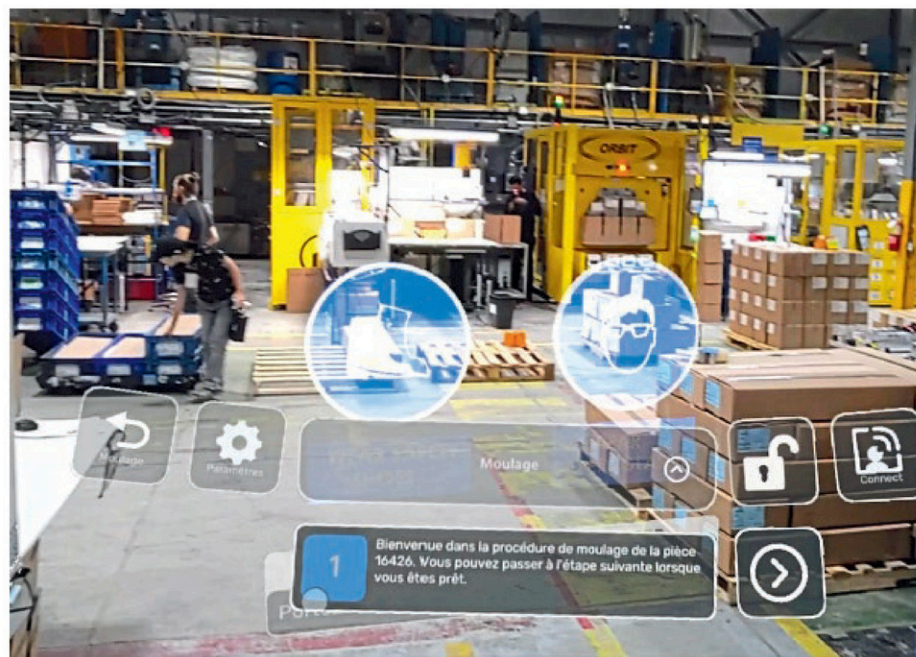 ORBIT
Moulage
Paramètres
Moulage
Connect
1
Bienvenue dans la procédure de moulage de la pièce
16426. Vous pouvez passer à l'étape suivante lorsque
vous êtes prêt.